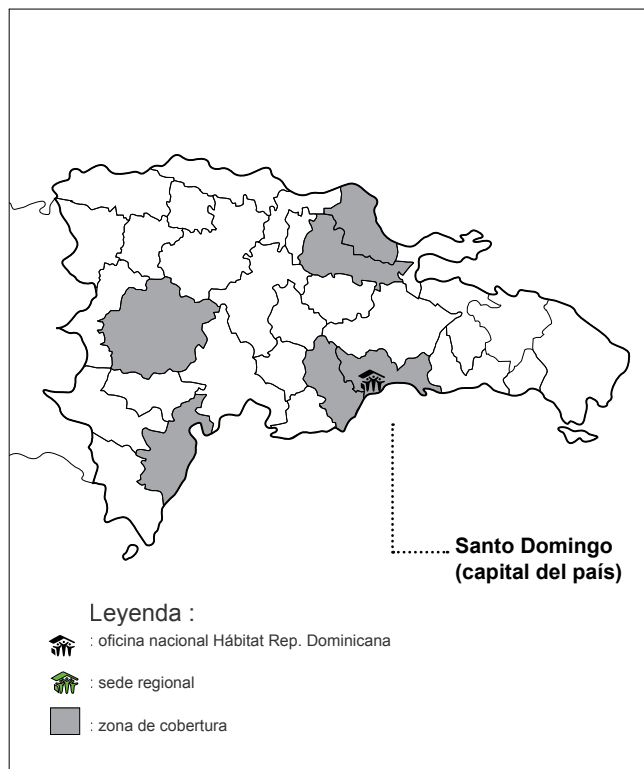 Santo Domingo
(capital del país)
Leyenda :
: oficina nacional Hábitat Rep. Dominicana
: sede regional
: zona de cobertura